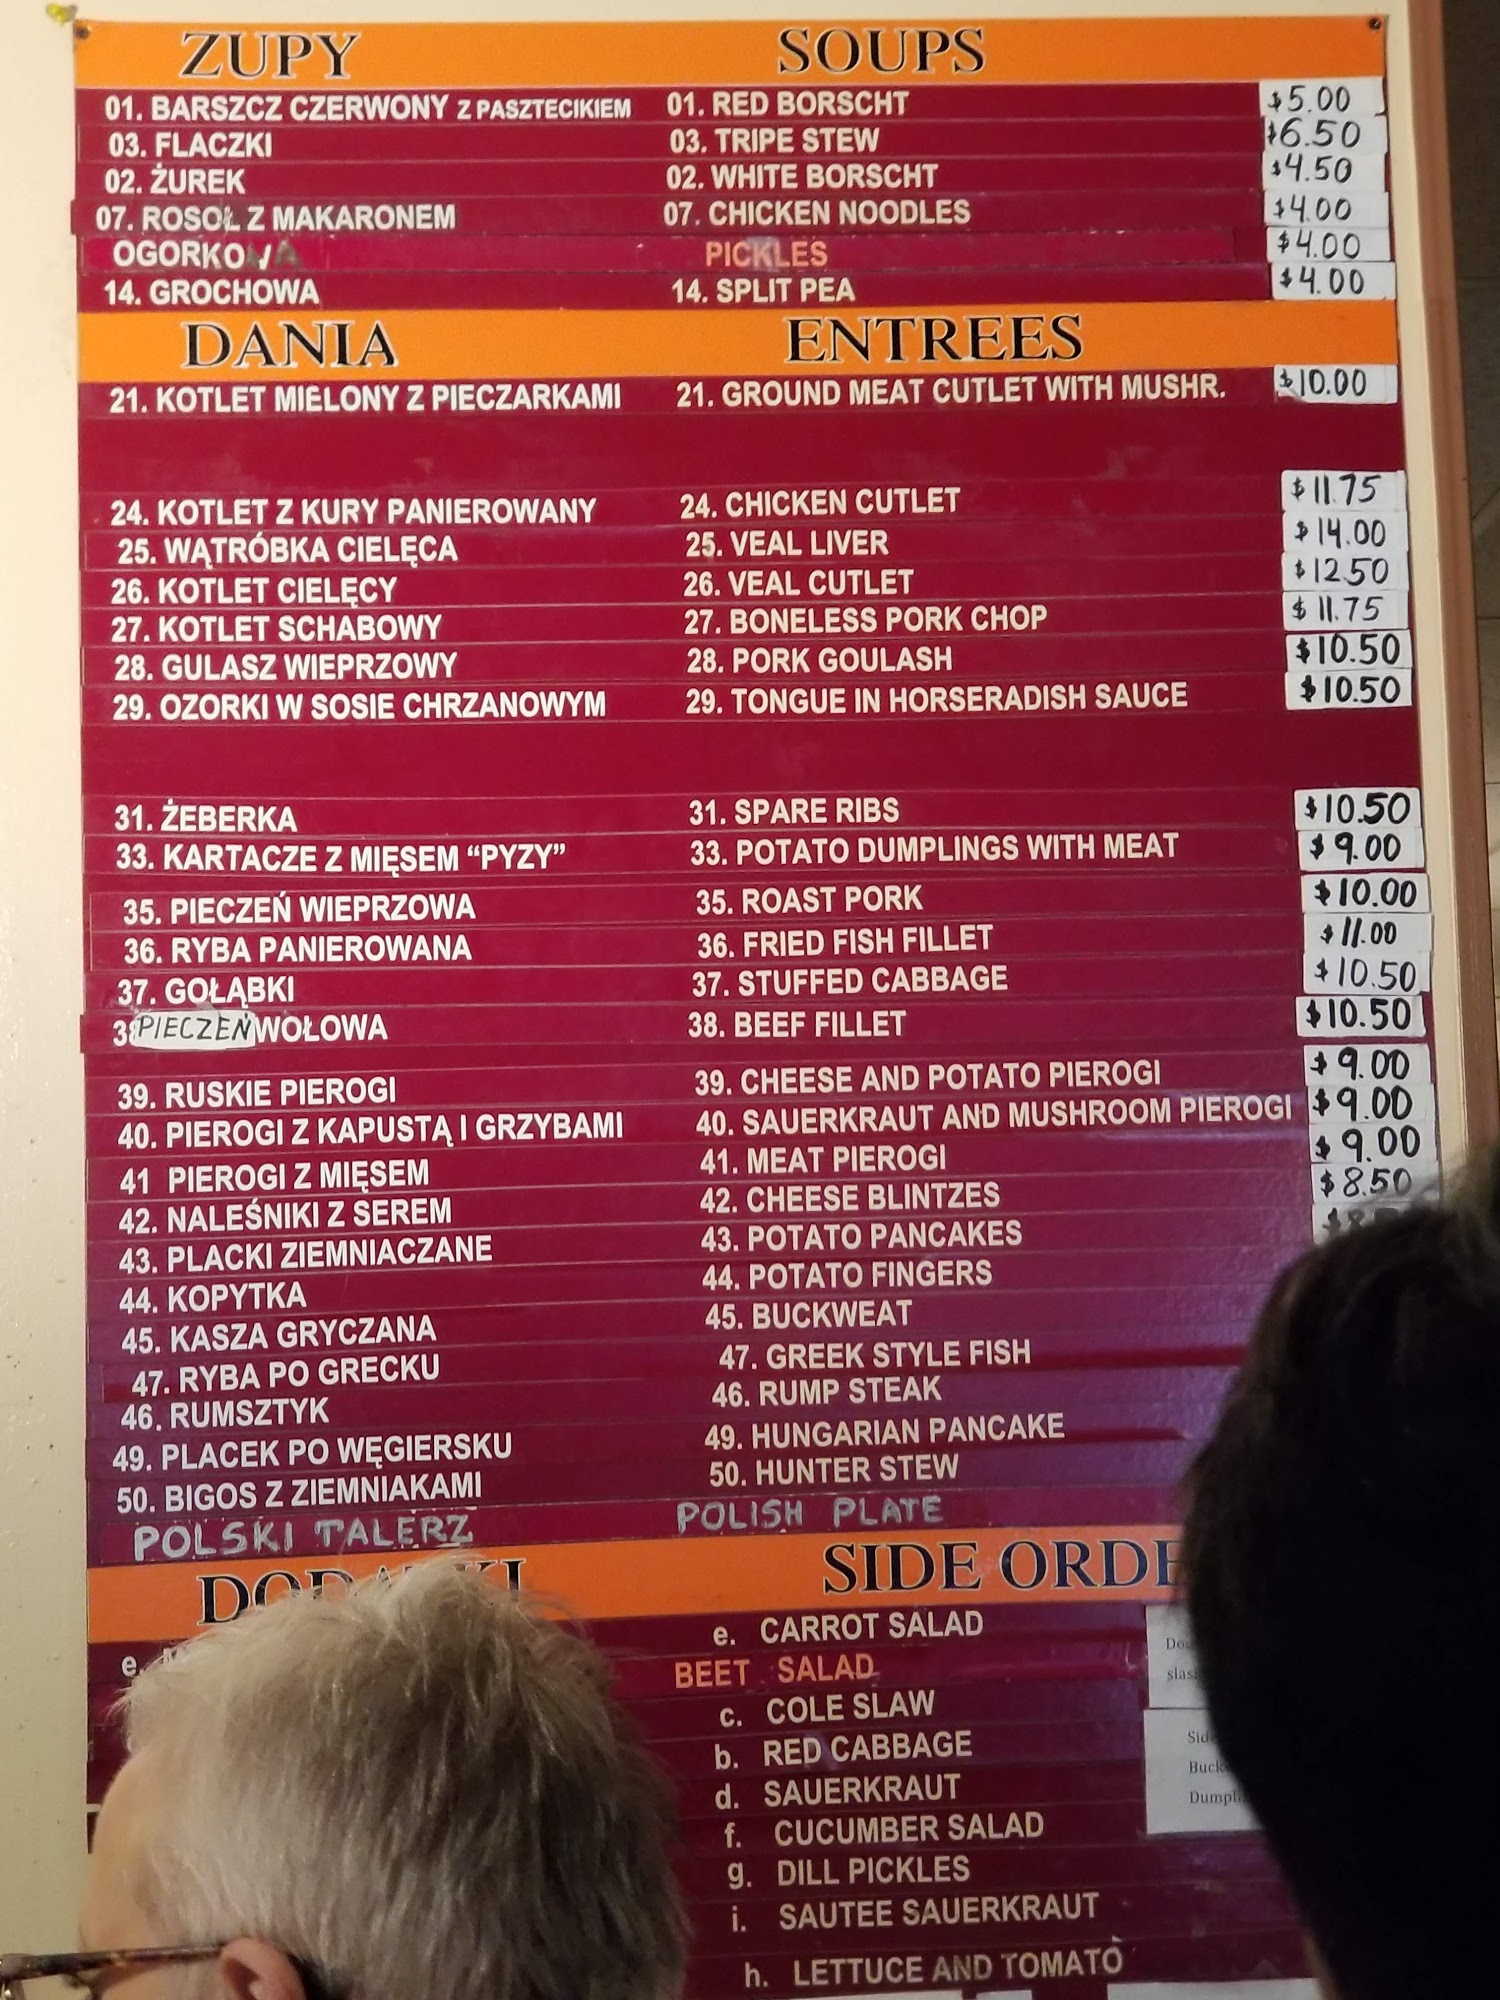 ZUPY SOUPS
01. BARSZCZ CZERWONY Z PASZTECIKIEM 01. RED BORSCHT $5.00
03. FLACZKI 03. TRIPE STEW $6.50
02. ŻUREK 02. WHITE BORSCHT $4.50
07. ROSOŁ Z MAKARONEM 07. CHICKEN NOODLES $4.00
OGORKOWA PICKLES $4.00
14. GROCHOWA 14. SPLIT PEA $4.00
DANIA ENTREES
21. KOTLET MIELONY Z PIECZARKAMI 21. GROUND MEAT CUTLET WITH MUSHR. $10.00
24. KOTLET Z KURY PANIEROWANY 24. CHICKEN CUTLET $11.75
25. WĄTRÓBKA CIELĘCA 25. VEAL LIVER $14.00
26. KOTLET CIELĘCY 26. VEAL CUTLET $12.50
27. KOTLET SCHABOWY 27. BONELESS PORK CHOP $11.75
28. GULASZ WIEPRZOWY 28. PORK GOULASH $10.50
29. OZORKI W SOSIE CHRZANOWYM 29. TONGUE IN HORSERADISH SAUCE $10.50
31. ŻEBERKA 31. SPARE RIBS $10.50
33. KARTACZE Z MIĘSEM “PYZY” 33. POTATO DUMPLINGS WITH MEAT $9.00
35. PIECZEŃ WIEPRZOWA 35. ROAST PORK $10.00
36. RYBA PANIEROWANA 36. FRIED FISH FILLET $11.00
37. GOŁĄBKI 37. STUFFED CABBAGE $10.50
38 PIECZEŃ WOŁOWA 38. BEEF FILLET $10.50
39. RUSKIE PIEROGI 39. CHEESE AND POTATO PIEROGI $9.00
40. PIEROGI Z KAPUSTĄ I GRZYBAMI 40. SAUERKRAUT AND MUSHROOM PIEROGI $9.00
41 PIEROGI Z MIĘSEM 41. MEAT PIEROGI $9.00
42. NALEŚNIKI Z SEREM 42. CHEESE BLINTZES $8.50
43. PLACKI ZIEMNIACZANE 43. POTATO PANCAKES
44. KOPYTKA 44. POTATO FINGERS
45. KASZA GRYCZANA 45. BUCKWEAT
47. RYBA PO GRECKU 47. GREEK STYLE FISH
46. RUMSZTYK 46. RUMP STEAK
49. PLACEK PO WĘGIERSKU 49. HUNGARIAN PANCAKE
50. BIGOS Z ZIEMNIAKAMI 50. HUNTER STEW
POLSKI TALERZ POLISH PLATE
SIDE ORDE
e. e. CARROT SALAD
BEET SALAD
c. COLE SLAW
b. RED CABBAGE
d. SAUERKRAUT
f. CUCUMBER SALAD
g. DILL PICKLES
i. SAUTEE SAUERKRAUT
h. LETTUCE AND TOMATO